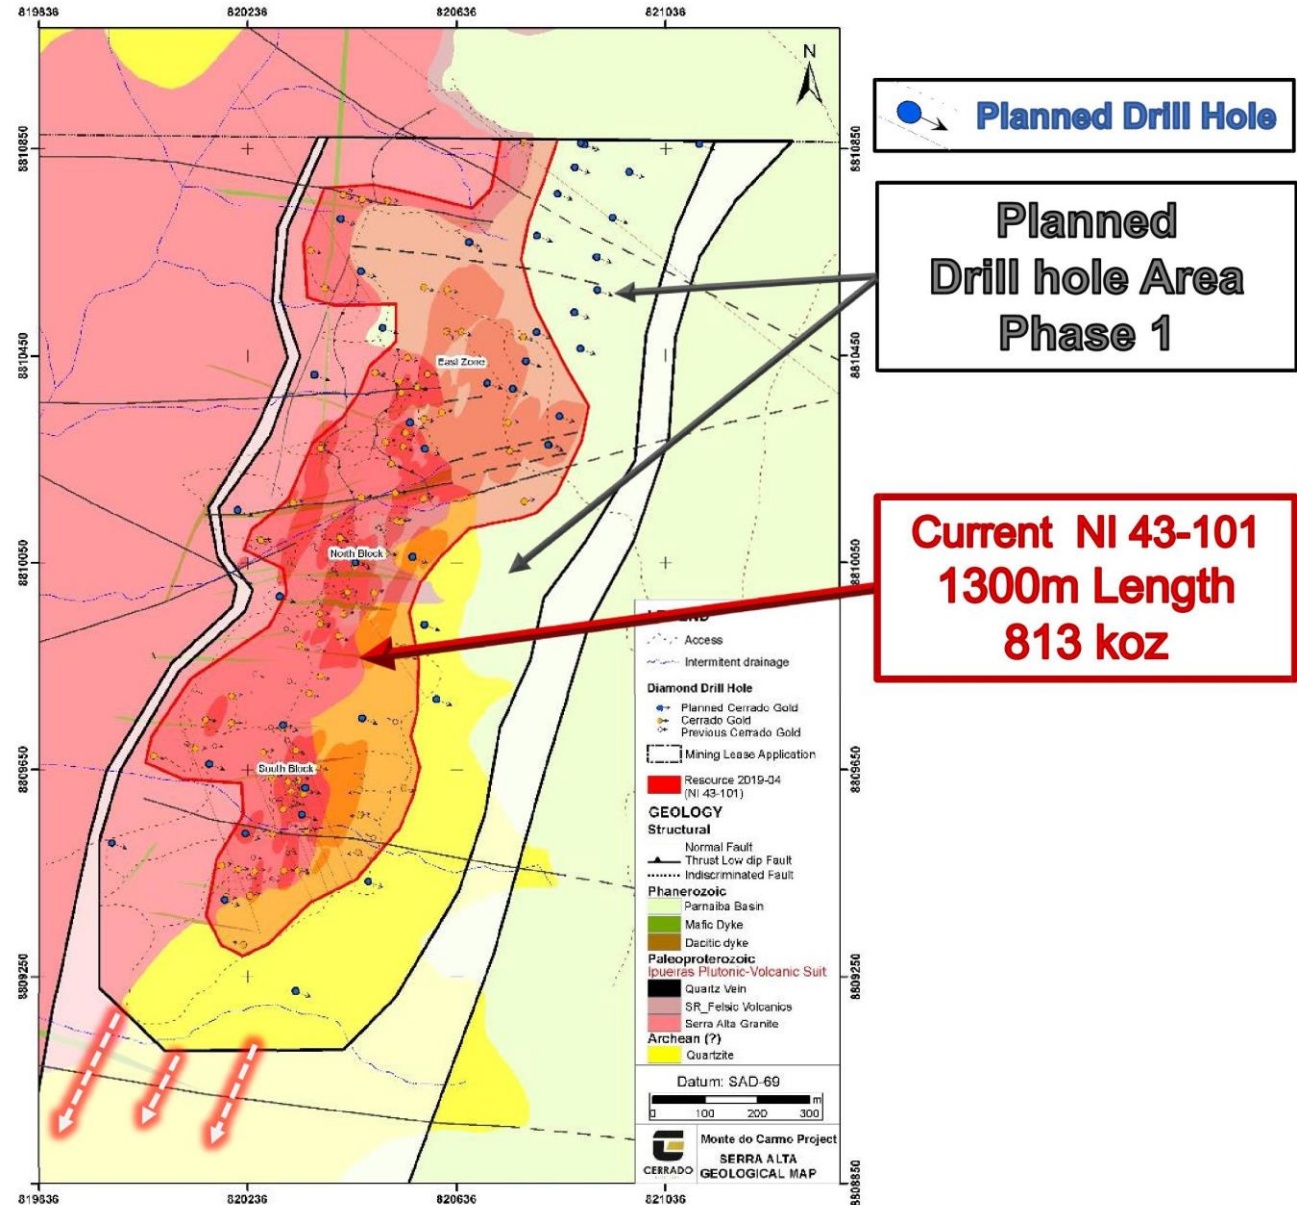 819636 820236 820636 821036
N
8810850 8810850
Planned Drill Hole
Planned
Drill hole Area
Phase 1
8810450 8810450
East Zone
Current NI 43-101
1300m Length
813 koz
North Block
8810050 8810050
Access
Intermitent drainage
Diamond Drill Hole
Planned Cerrado Gold
Cerrado Gold
Previous Cerrado Gold
Mining Lease Application
8809650 8809650
South Block
Resource 2019-04
(NI 43-101)
GEOLOGY
Structural
Normal Fault
Thrust Low dip Fault
Indiscriminated Fault
Phanerozoic
Parnaiba Basin
Mafic Dyke
Dacitic dyke
Paleoproterozoic
Ipueiras Plutonic-Volcanic Suit
8809250 8809250
Quartz Vein
SR_Felsic Volcanics
Serra Alta Granite
Archean (?)
Quartzite
Datum: SAD-69
m
0 100 200 300
CERRADO
Monte do Carmo Project
SERRA ALTA
GEOLOGICAL MAP
8808850
819636 820236 820636 821036